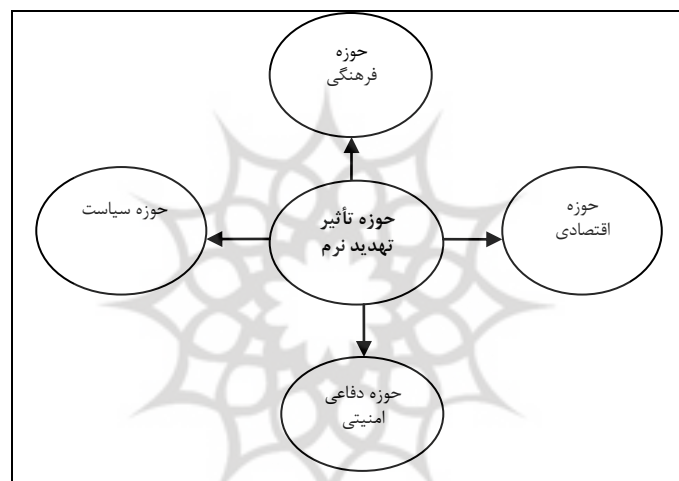 حوزه
فرهنگی
حوزه سیاست
حوزه تأثیر
تهدید نرم
حوزه
اقتصادی
حوزه دفاعی
امنیتی